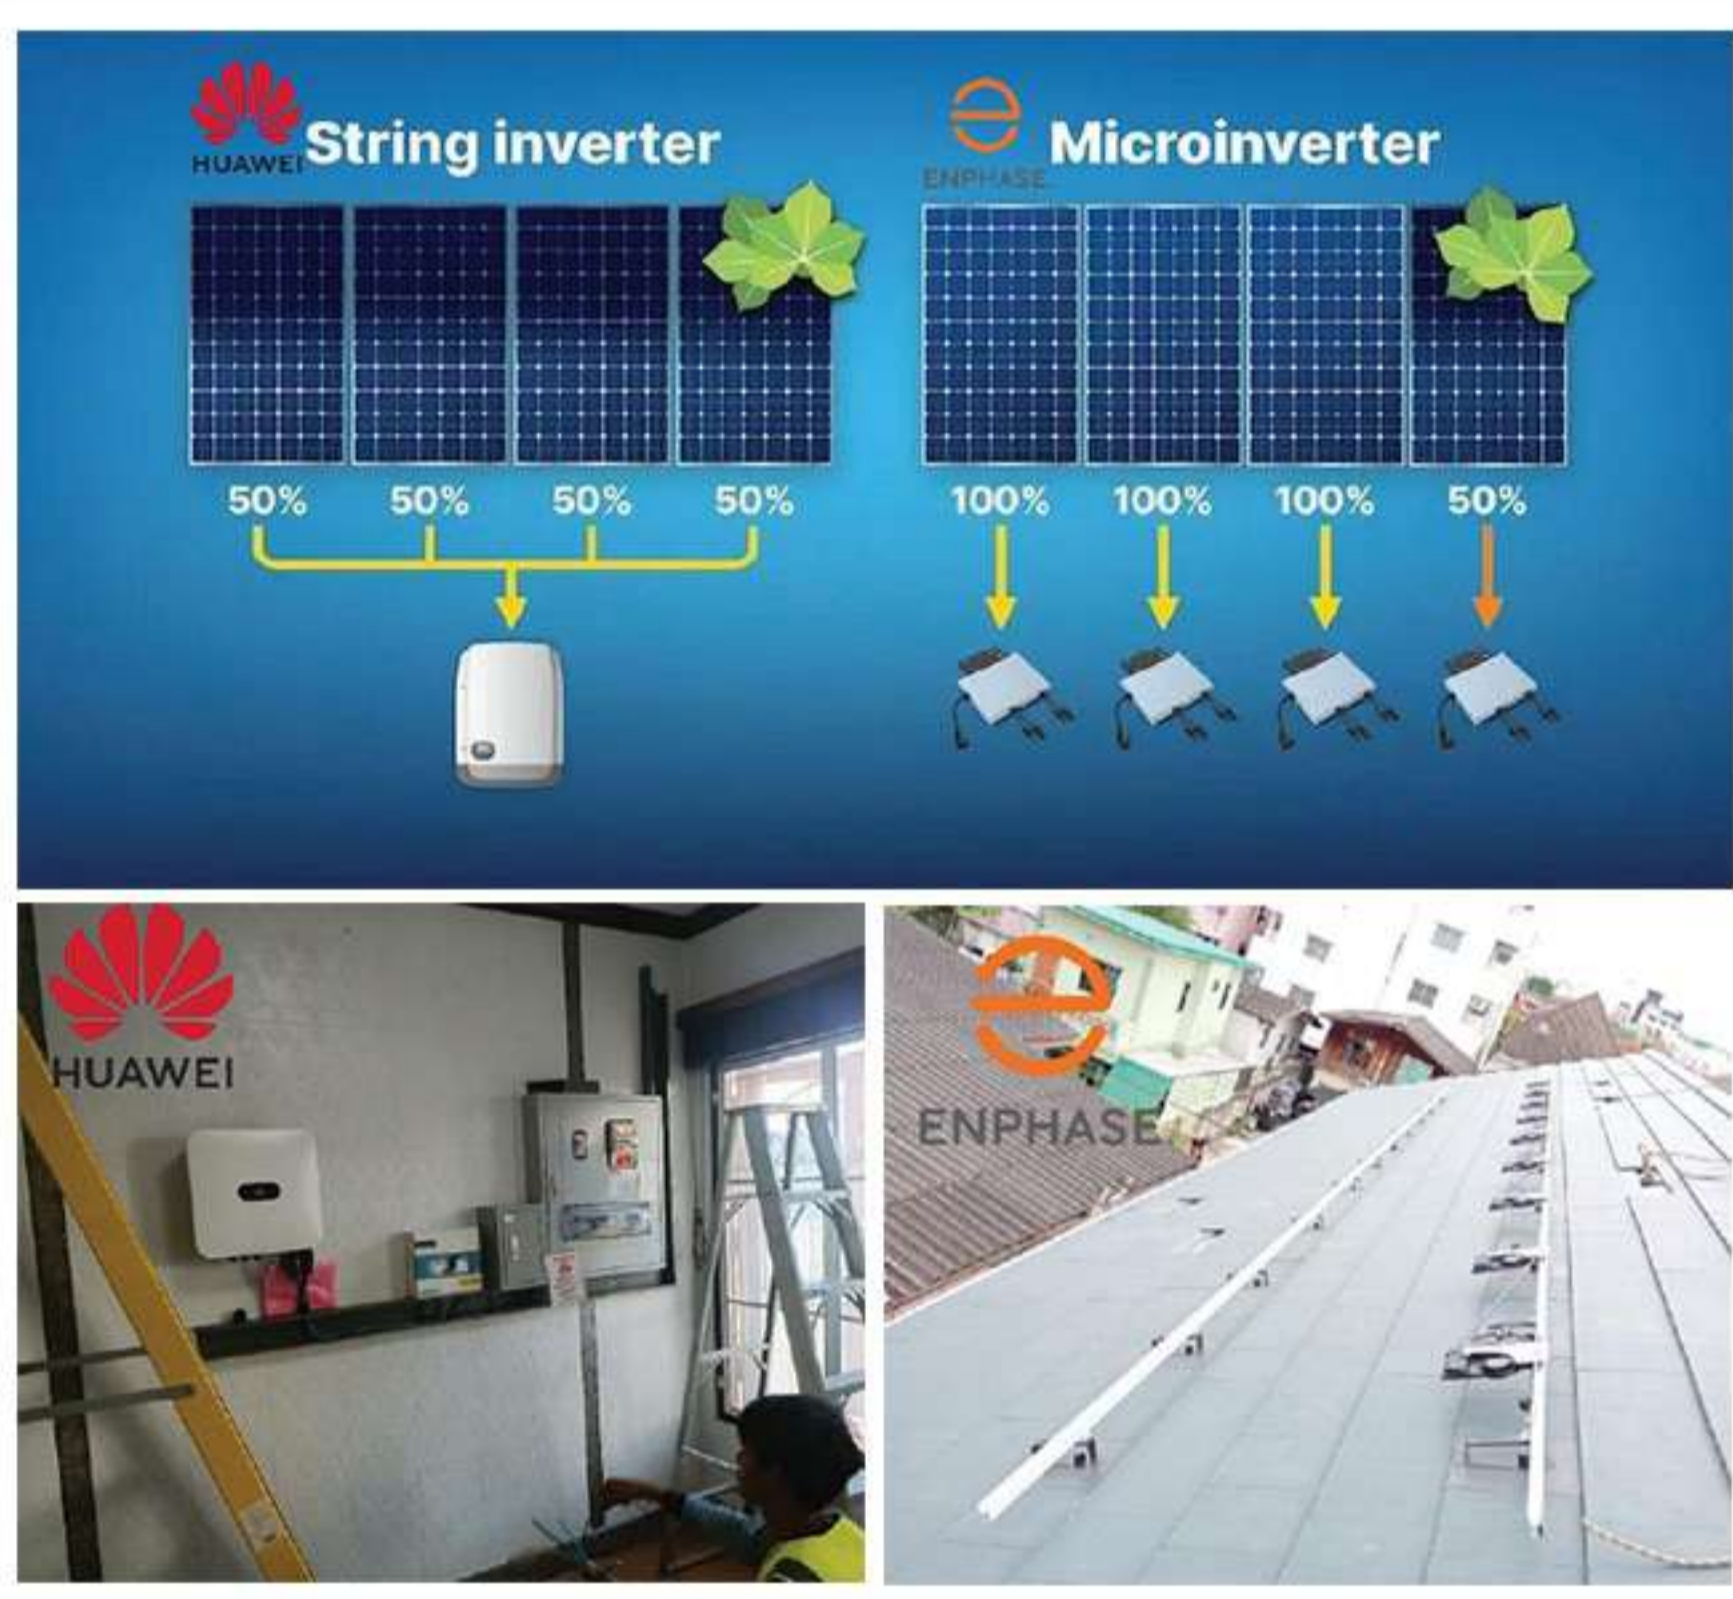 HUAWEI
String inverter
ENPHASE
Microinverter
50% 50% 50% 50%
100% 100% 100% 50%
HUAWEI
ENPHASE